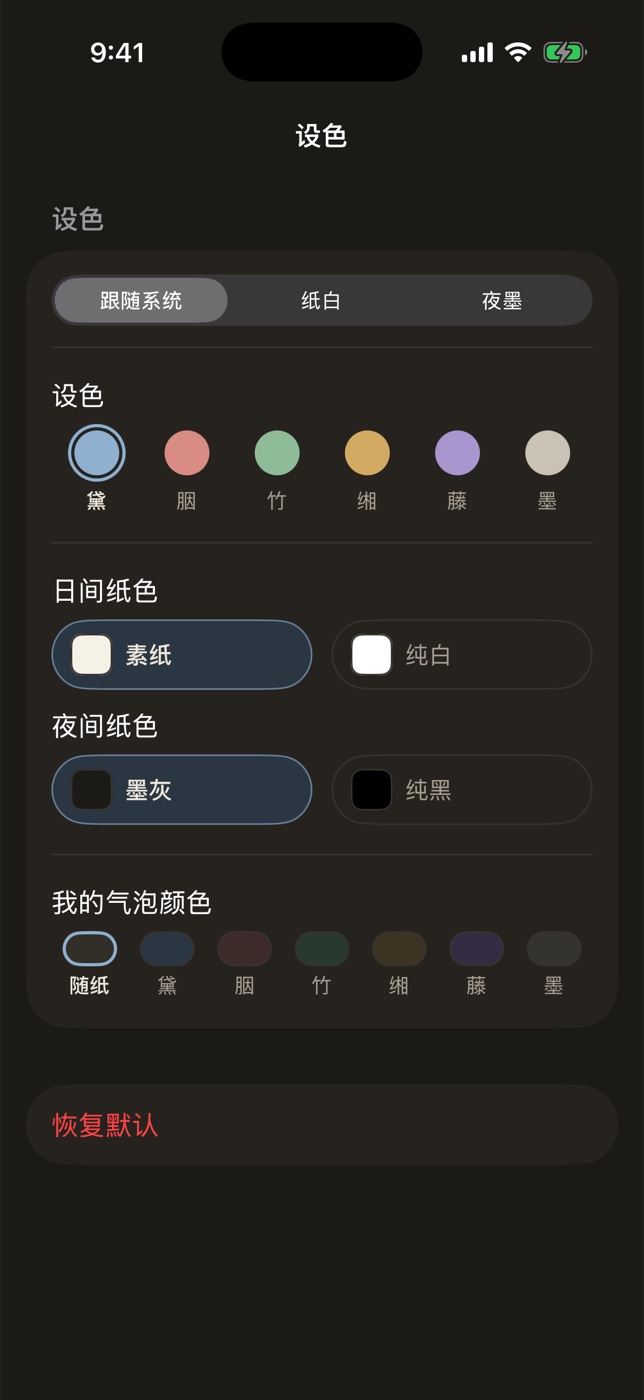 9:41
设色
设色
跟随系统 纸白 夜墨
设色
黛 胭 竹 缃 藤 墨
日间纸色
素纸 纯白
夜间纸色
墨灰 纯黑
我的气泡颜色
随纸 黛 胭 竹 缃 藤 墨
恢复默认